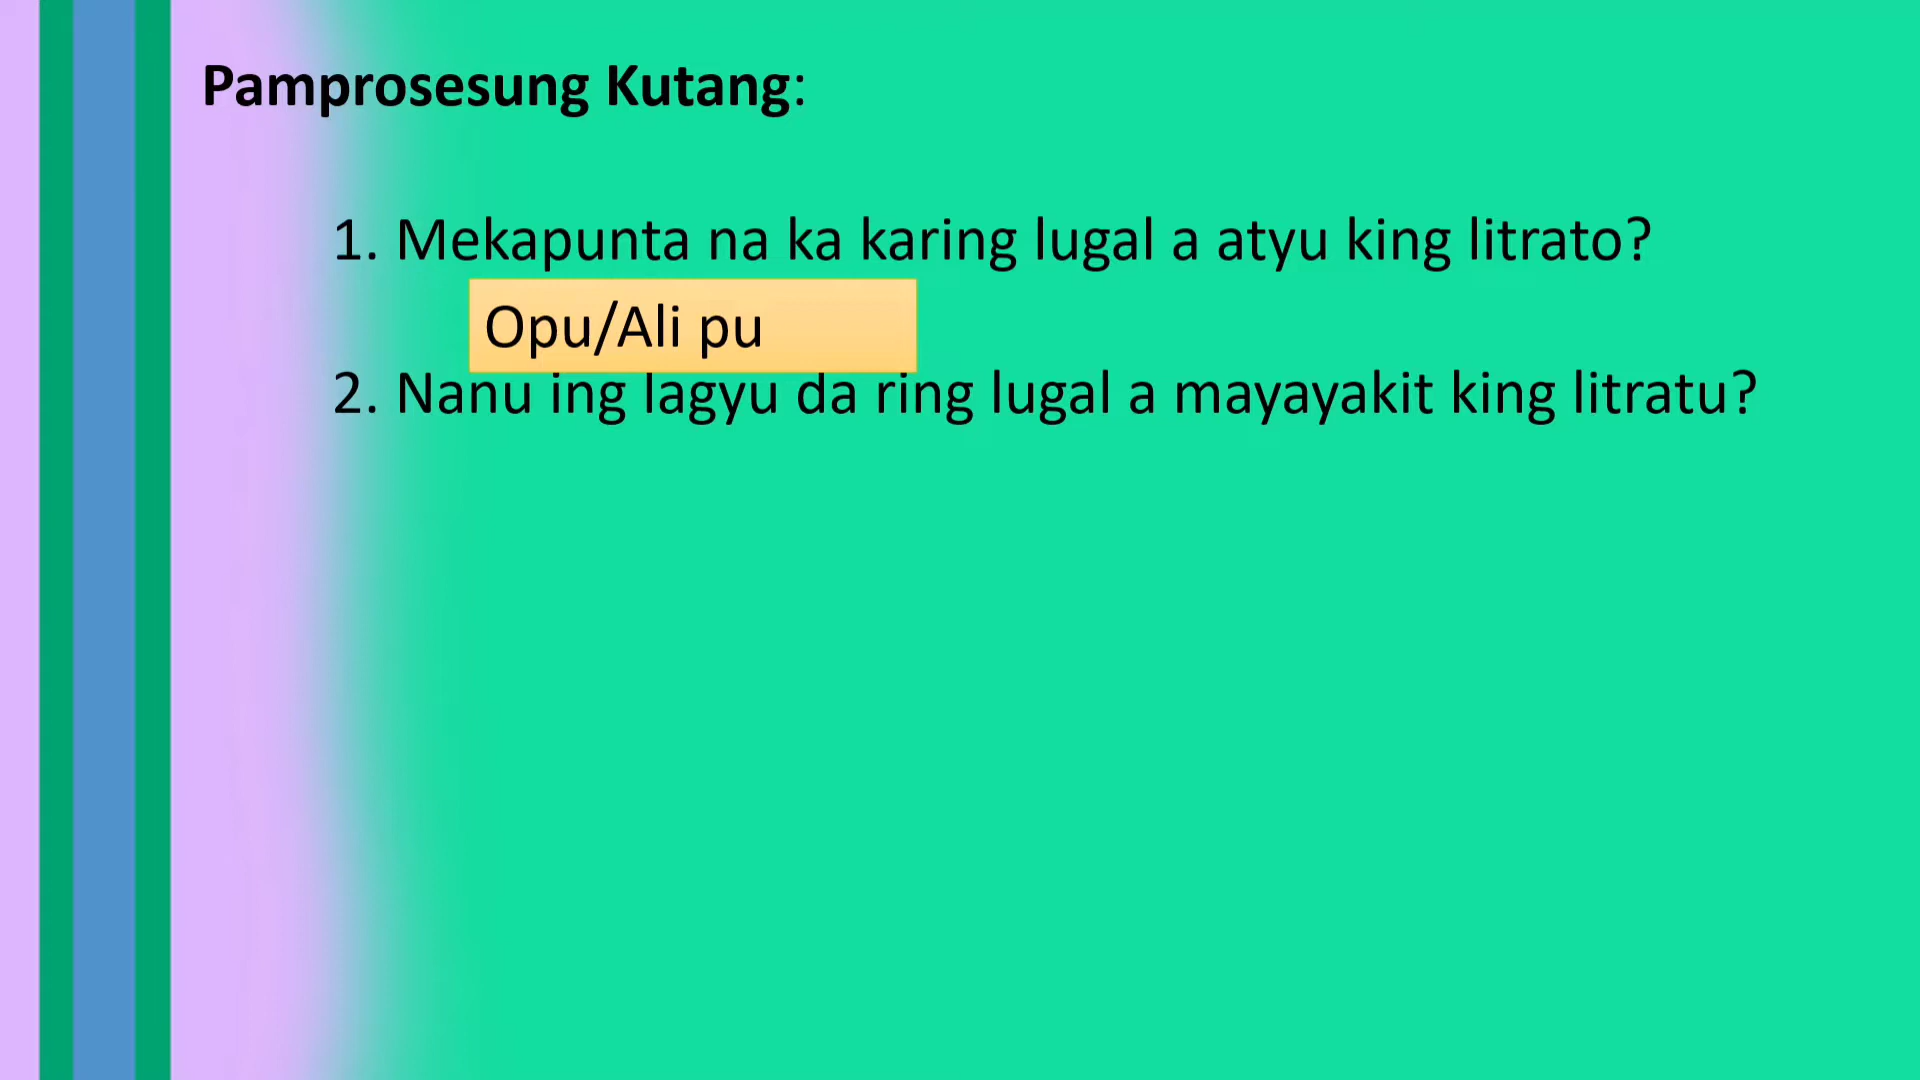 Pamprosesung Kutang:
1. Mekapunta na ka karing lugal a atyu king litrato?
Opu/Ali pu
2. Nanu ing lagyu da ring lugal a mayayakit king litratu?